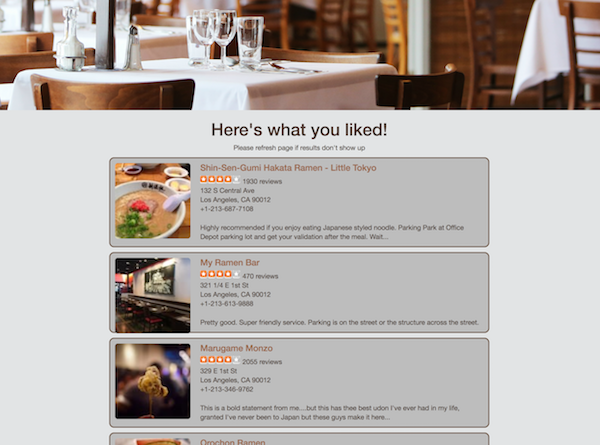 Here's what you liked!
Please refresh page if results don't show up
Shin-Sen-Gumi Hakata Ramen - Little Tokyo
1930 reviews
132 S Central Ave
Los Angeles, CA 90012
+1-213-687-7108
Highly recommended if you enjoy eating Japanese styled noodle. Parking Park at Office
Depot parking lot and get your validation after the meal. Wait...
My Ramen Bar
470 reviews
321 1/4 E 1st St
Los Angeles, CA 90012
+1-213-613-9888
Pretty good. Super friendly service. Parking is on the street or the structure across the street.
Marugame Monzo
2055 reviews
329 E 1st St
Los Angeles, CA 90012
+1-213-346-9762
This is a bold statement from me....but this has thee best udon I've ever had in my life,
granted I've never been to Japan but these guys make it here...
Orochon Ramen